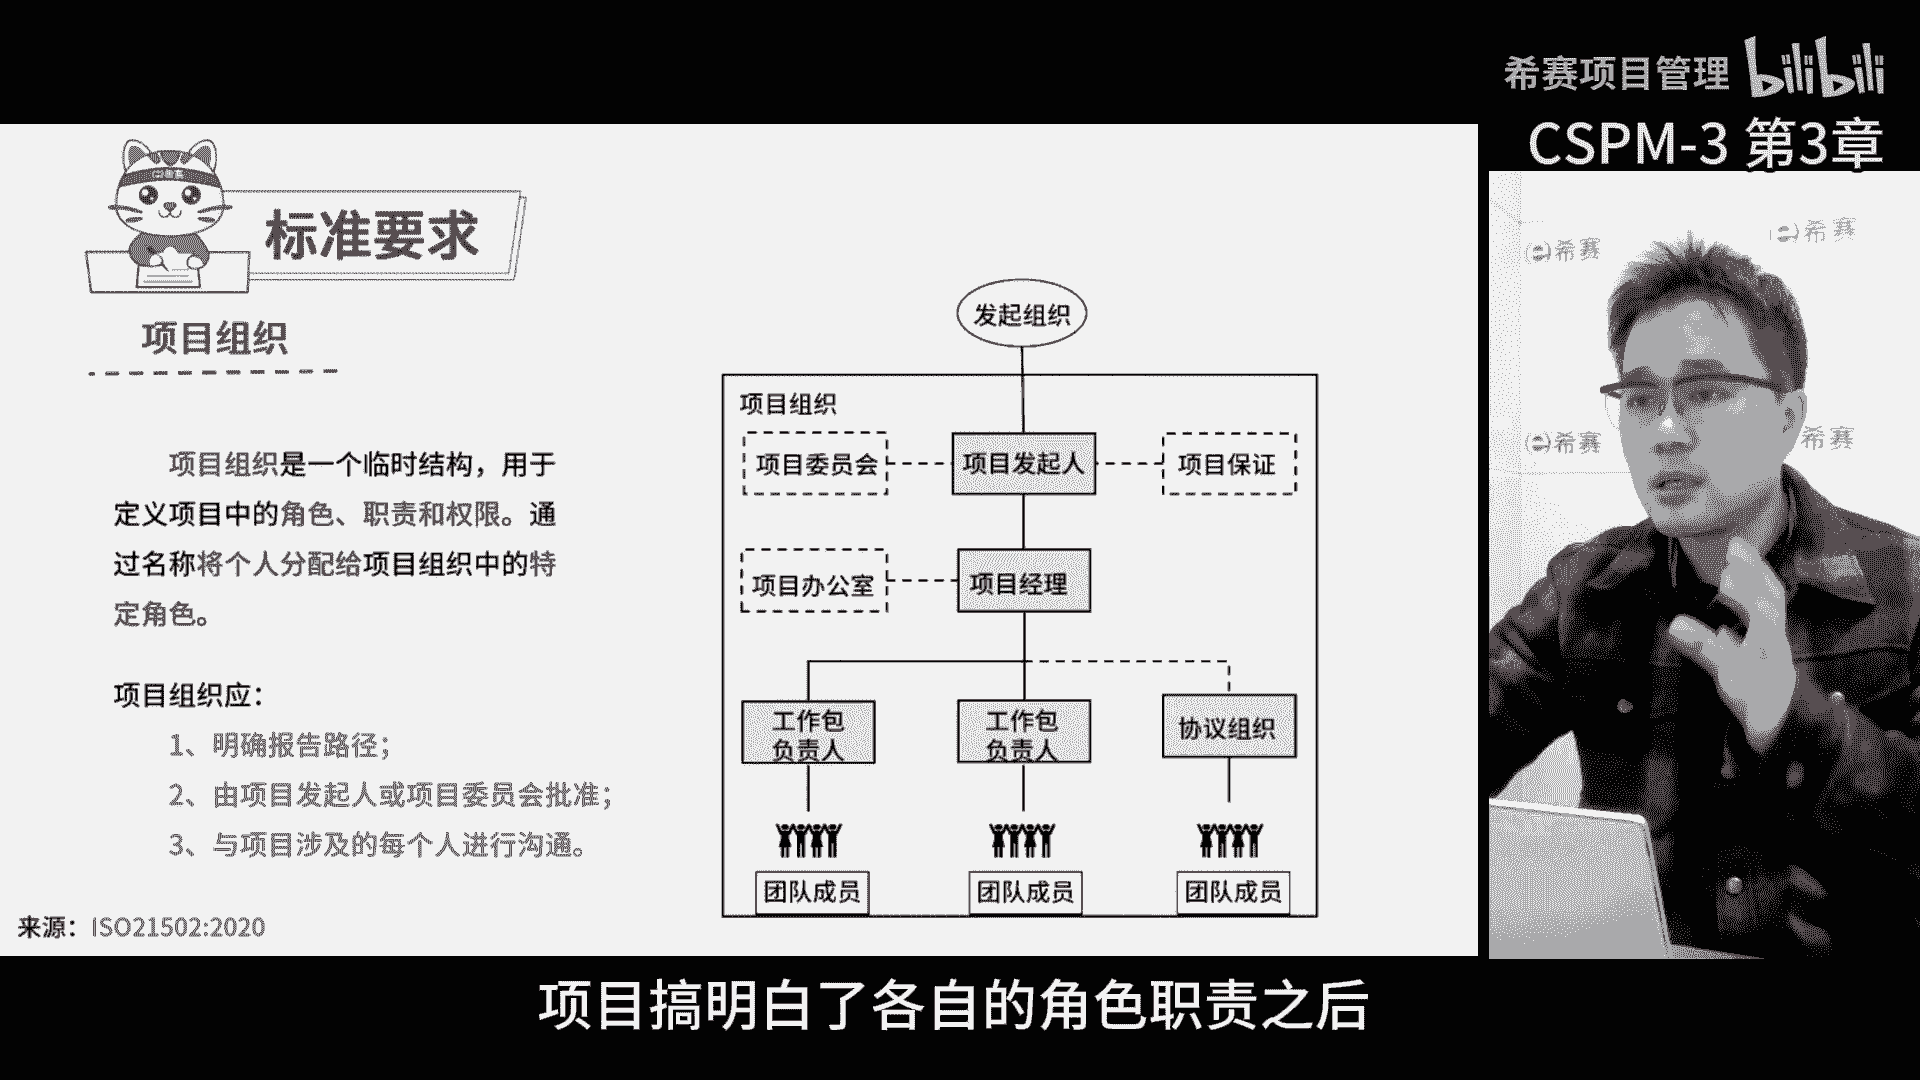 希赛项目管理 bilibili
CSPM-3 第3章
标准要求
项目组织
项目组织是一个临时结构，用于
定义项目中的角色、职责和权限。通
过名称将个人分配给项目组织中的特
定角色。
项目组织应：
1、明确报告路径；
2、由项目发起人或项目委员会批准；
3、与项目涉及的每个人进行沟通。
来源：ISO21502:2020
发起组织
项目组织
项目委员会
项目发起人
项目保证
项目办公室
项目经理
工作包
负责人
工作包
负责人
协议组织
团队成员
团队成员
团队成员
希赛
希赛
希赛
希赛
项目搞明白了各自的角色职责之后